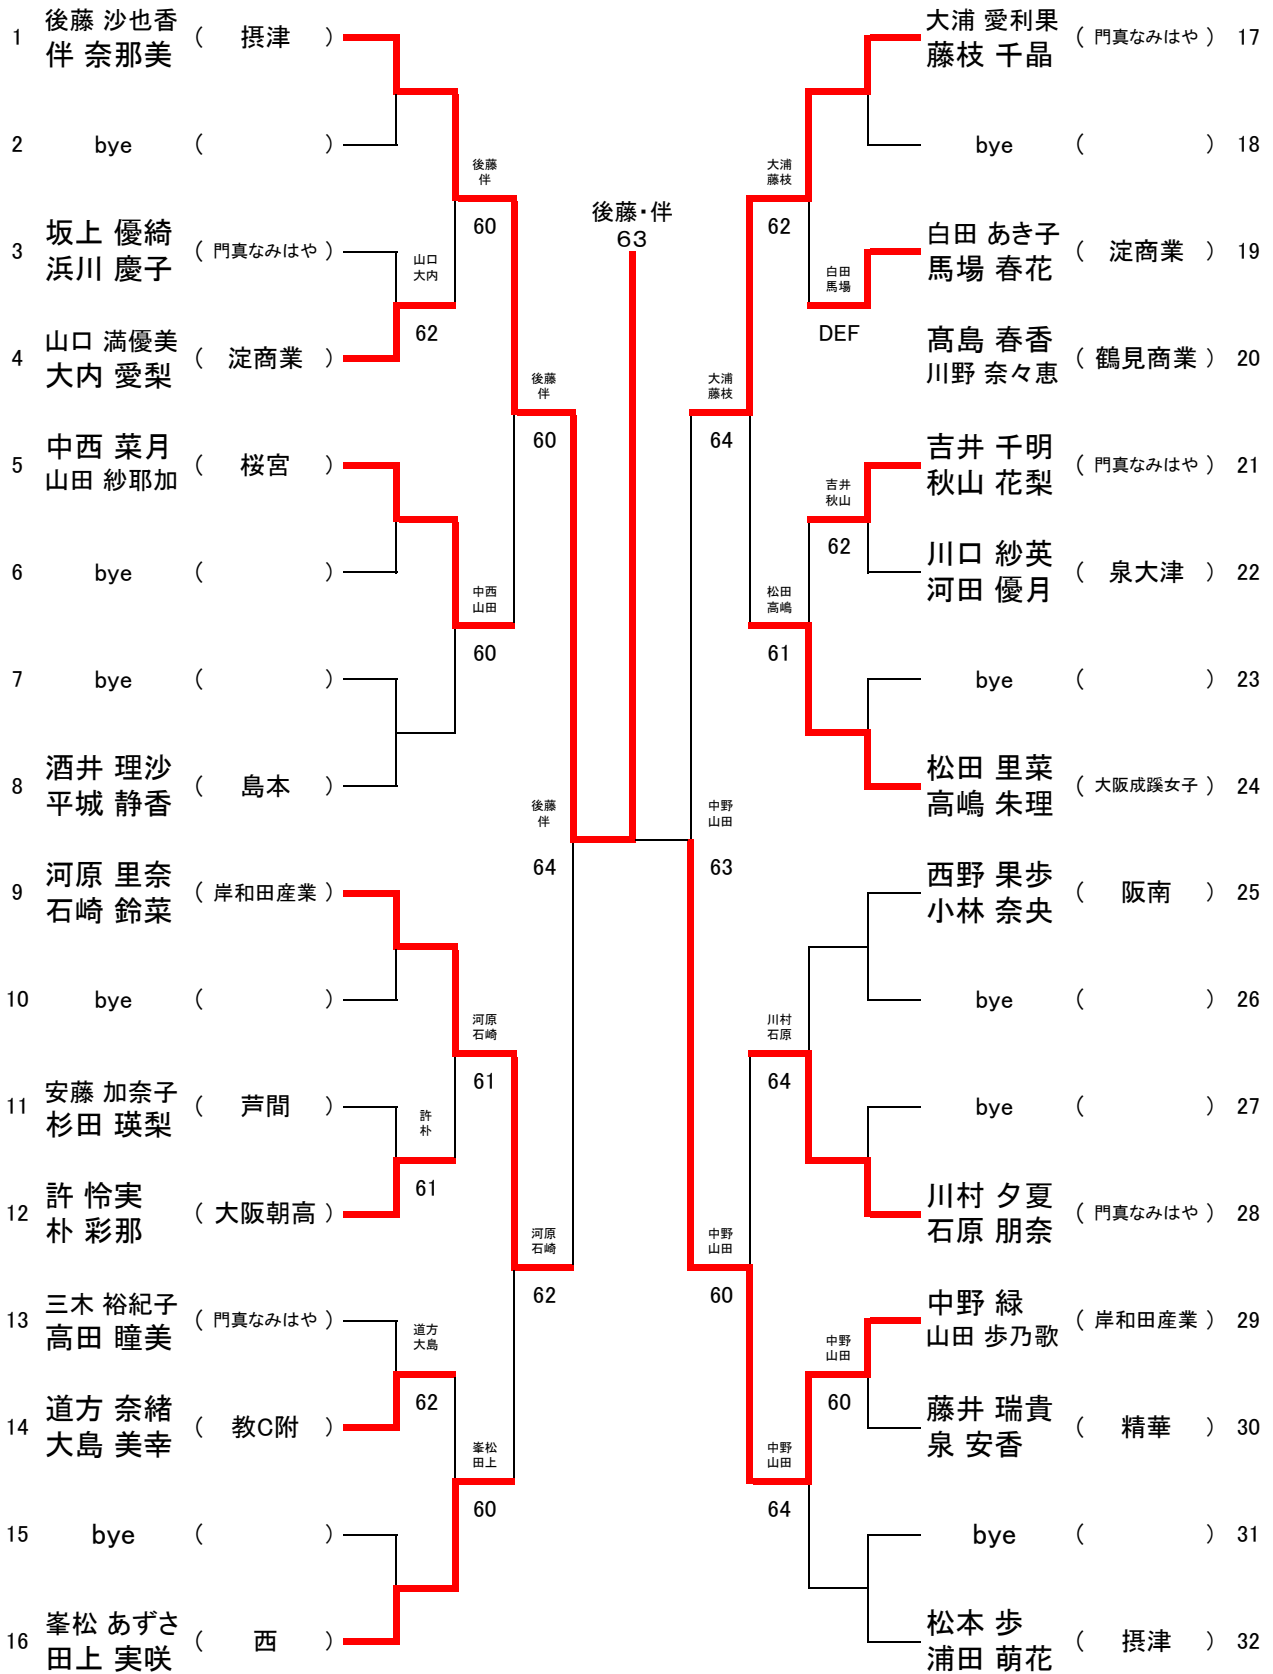 1 後藤 沙也香 ( 摂津 )
伴 奈那美
2 bye ( )
3 坂上 優綺 ( 門真なみはや )
浜川 慶子
4 山口 満優美 ( 淀商業 )
大内 愛梨
5 中西 菜月 ( 桜宮 )
山田 紗耶加
6 bye ( )
7 bye ( )
8 酒井 理沙 ( 島本 )
平城 静香
9 河原 里奈 ( 岸和田産業 )
石崎 鈴菜
10 bye ( )
11 安藤 加奈子 ( 芦間 )
杉田 瑛梨
12 許 怜実 ( 大阪朝高 )
朴 彩那
13 三木 裕紀子 ( 門真なみはや )
高田 瞳美
14 道方 奈緒 ( 教C附 )
大島 美幸
15 bye ( )
16 峯松 あずさ ( 西 )
田上 実咲
山口
大内
62
許
朴
61
道方
大島
62
後藤
伴
60
中西
山田
60
河原
石崎
61
峯松
田上
60
後藤
伴
60
河原
石崎
62
後藤
伴
64
後藤・伴
63
中野
山田
63
大浦
藤枝
64
中野
山田
60
大浦
藤枝
62
松田
高嶋
61
川村
石原
64
中野
山田
64
白田
馬場
DEF
吉井
秋山
62
中野
山田
60
大浦 愛利果 ( 門真なみはや ) 17
藤枝 千晶
bye ( ) 18
白田 あき子 ( 淀商業 ) 19
馬場 春花
髙島 春香 ( 鶴見商業 ) 20
川野 奈々恵
吉井 千明 ( 門真なみはや ) 21
秋山 花梨
川口 紗英 ( 泉大津 ) 22
河田 優月
bye ( ) 23
松田 里菜 ( 大阪成蹊女子 ) 24
高嶋 朱理
西野 果歩 ( 阪南 ) 25
小林 奈央
bye ( ) 26
bye ( ) 27
川村 夕夏 ( 門真なみはや ) 28
石原 朋奈
中野 緑 ( 岸和田産業 ) 29
山田 歩乃歌
藤井 瑞貴 ( 精華 ) 30
泉 安香
bye ( ) 31
松本 歩 ( 摂津 ) 32
浦田 萌花